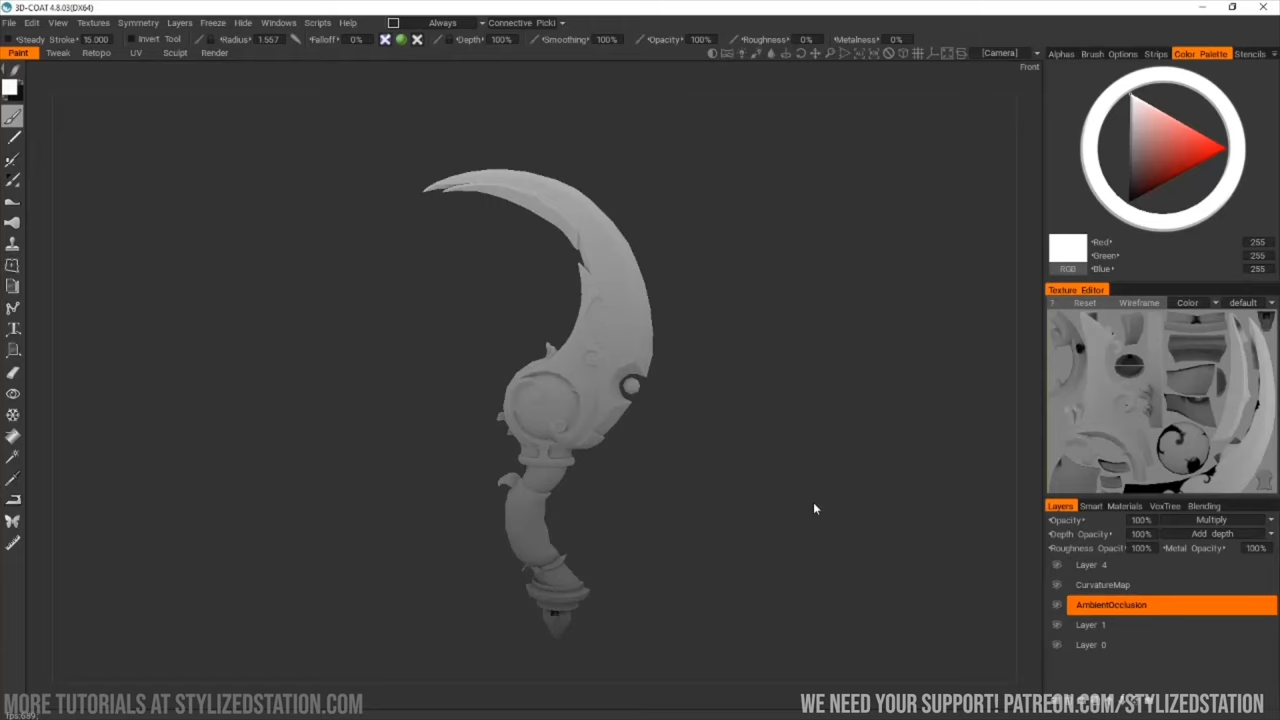 3D-COAT 4.8.03(DX64)
File Edit View Textures Symmetry Layers Freeze Hide Windows Scripts Help Always Connective Picki
Steady Stroke 15.000 Invert Tool Radius 1.557 Falloff 0% Depth 100% Smoothing 100% Opacity 100% Roughness 0% Metalness 0%
Paint Tweak Retopo UV Sculpt Render [Camera] Alphas Brush Options Strips Color Palette Stencils
Front
RGB
Red 255
Green 255
Blue 255
Texture Editor
? Reset Wireframe Color default
Layers Smart Materials VoxTree Blending
Opacity 100% Multiply
Depth Opacity 100% Add depth
Roughness Opacit 100% Metal Opacity 100%
Layer 4
CurvatureMap
AmbientOcclusion
Layer 1
Layer 0
MORE TUTORIALS AT STYLIZEDSTATION.COM
WE NEED YOUR SUPPORT! PATREON.COM/STYLIZEDSTATION